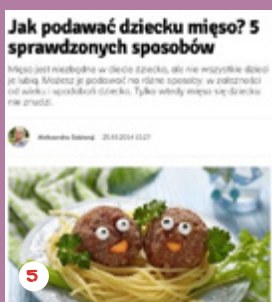 Jak podawać dziecku mięso? 5
sprawdzonych sposobów
Mięso jest niezbędne w diecie dziecka, ale nie wszystkie dzieci
je lubią. Możesz je podawać na różne sposoby: w zależności
od wieku i upodobań dziecka. Tylko wtedy mięso się dziecku
nie znudzi.
Aleksandra
5